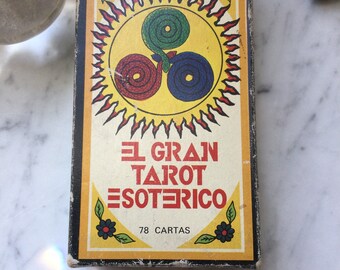 EL GRAN
TAROT
ESOTERICO
78 CARTAS